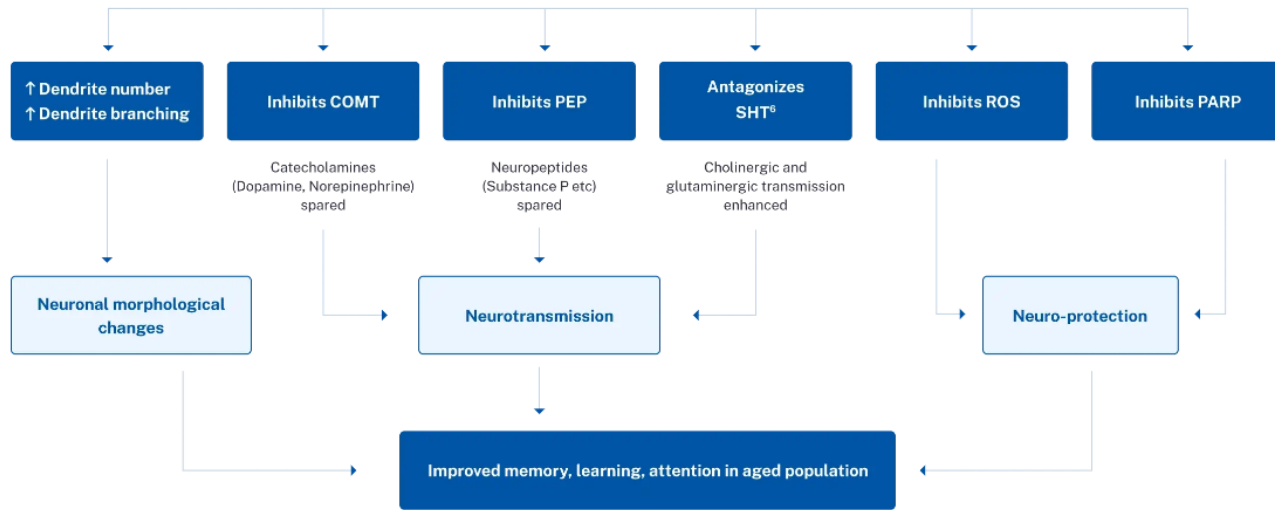 ↑ Dendrite number
↑ Dendrite branching
Inhibits COMT
Inhibits PEP
Antagonizes
SHT⁶
Inhibits ROS
Inhibits PARP
Catecholamines
(Dopamine, Norepinephrine)
spared
Neuropeptides
(Substance P etc)
spared
Cholinergic and
glutaminergic transmission
enhanced
Neuronal morphological
changes
Neurotransmission
Neuro-protection
Improved memory, learning, attention in aged population